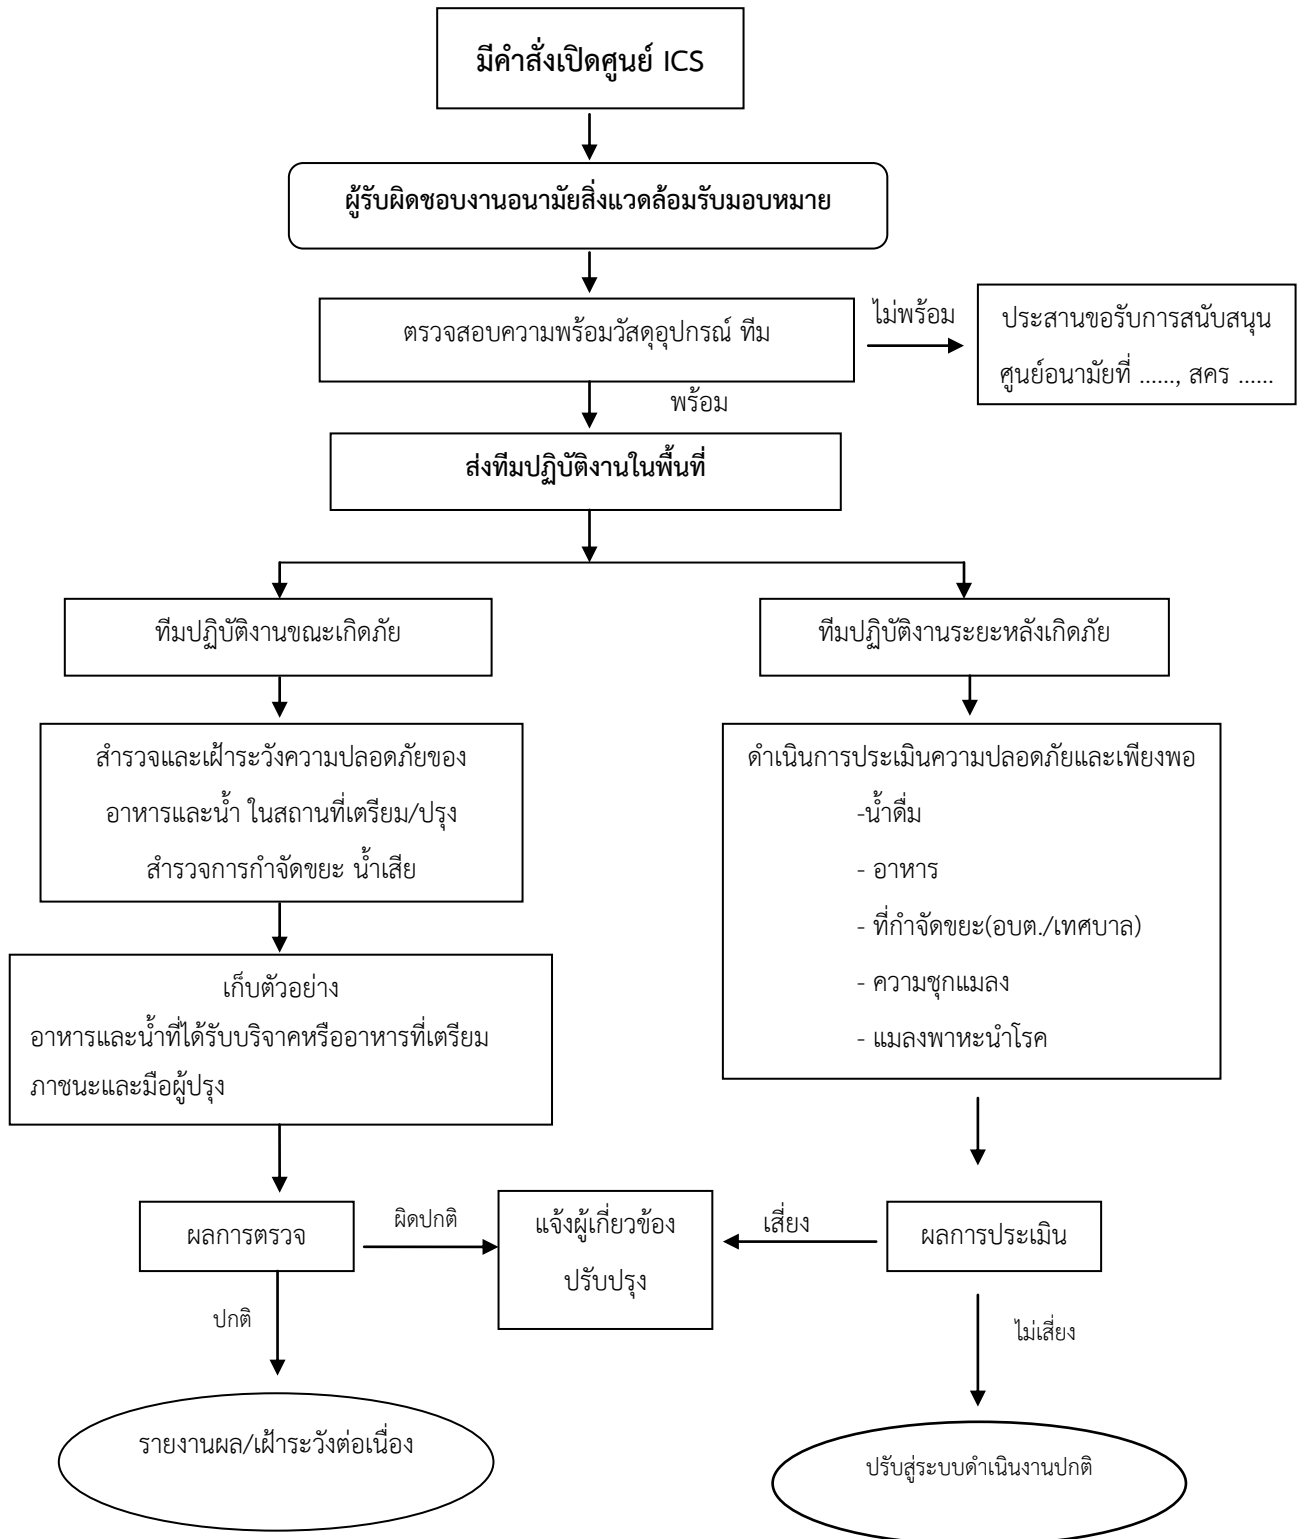 มีคำสั่งเปิดศูนย์ ICS
ผู้รับผิดชอบงานอนามัยสิ่งแวดล้อมรับมอบหมาย
ตรวจสอบความพร้อมวัสดุอุปกรณ์ ทีม
ไม่พร้อม
ประสานขอรับการสนับสนุน
ศูนย์อนามัยที่ ......, สคร ......
พร้อม
ส่งทีมปฏิบัติงานในพื้นที่
ทีมปฏิบัติงานขณะเกิดภัย
ทีมปฏิบัติงานระยะหลังเกิดภัย
สำรวจและเฝ้าระวังความปลอดภัยของ
อาหารและน้ำ ในสถานที่เตรียม/ปรุง
สำรวจการกำจัดขยะ น้ำเสีย
ดำเนินการประเมินความปลอดภัยและเพียงพอ
-น้ำดื่ม
- อาหาร
- ที่กำจัดขยะ(อบต./เทศบาล)
- ความชุกแมลง
- แมลงพาหะนำโรค
เก็บตัวอย่าง
อาหารและน้ำที่ได้รับบริจาคหรืออาหารที่เตรียม
ภาชนะและมือผู้ปรุง
ผลการตรวจ
ผิดปกติ
แจ้งผู้เกี่ยวข้อง
ปรับปรุง
เสี่ยง
ผลการประเมิน
ปกติ
ไม่เสี่ยง
รายงานผล/เฝ้าระวังต่อเนื่อง
ปรับสู่ระบบดำเนินงานปกติ